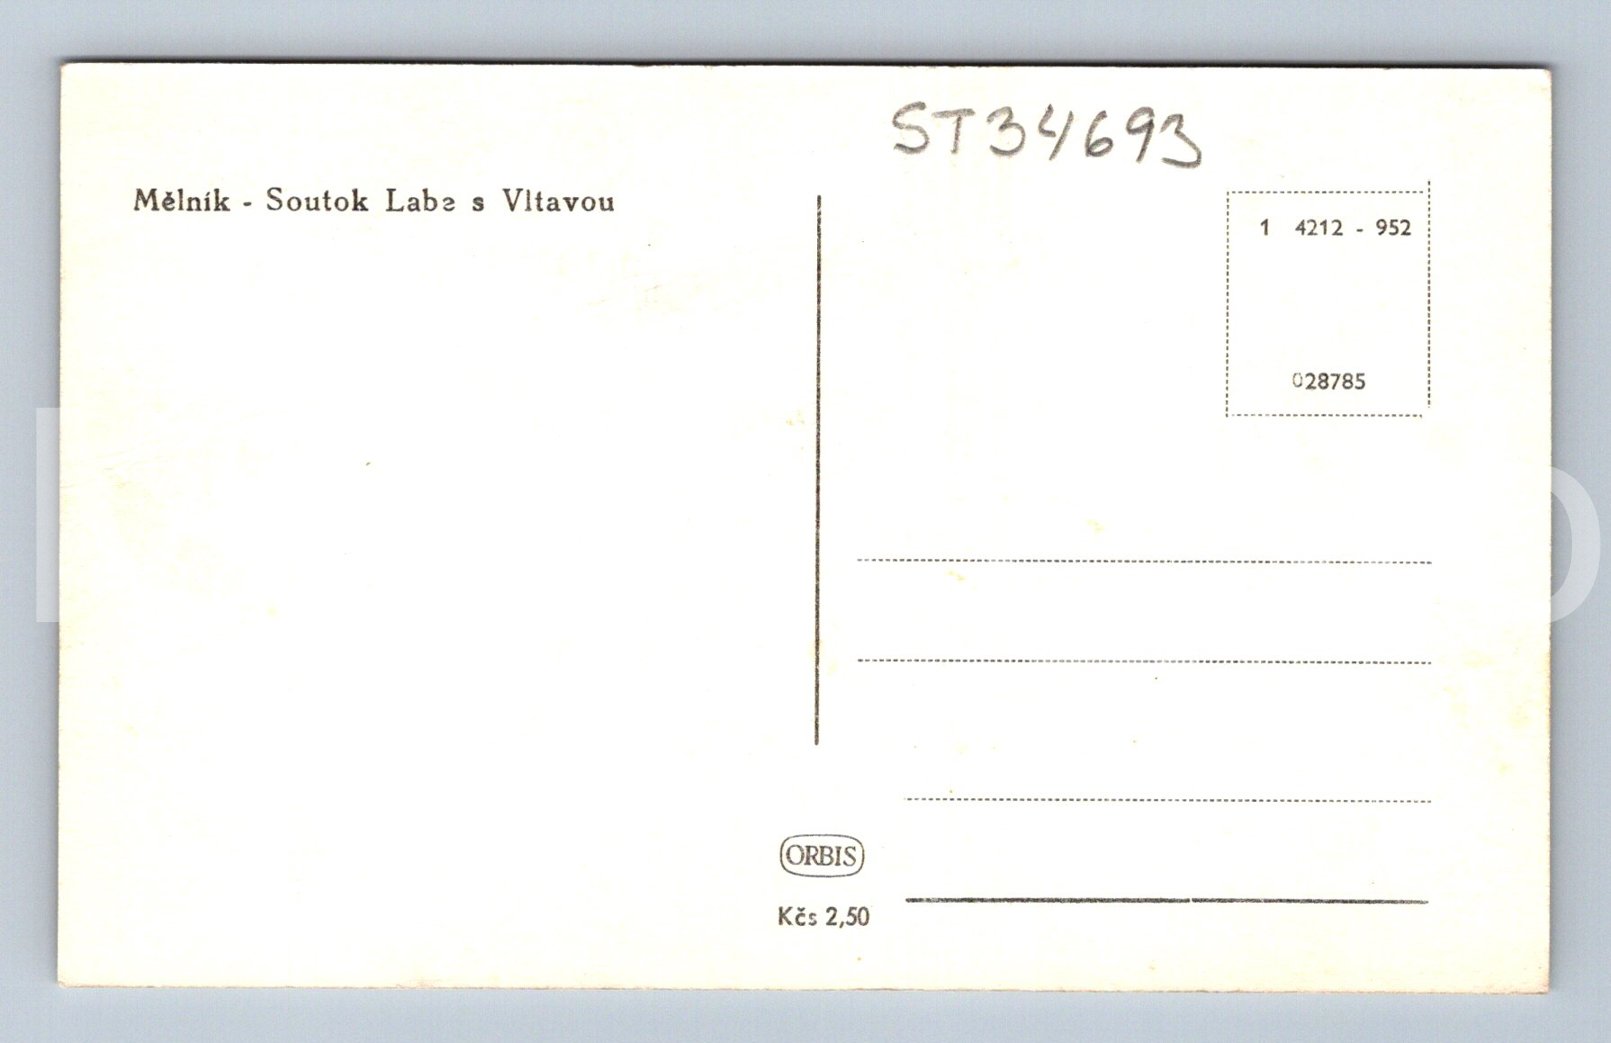 ST34693
Mělník - Soutok Labe s Vltavou
1 4212 - 952
028785
ORBIS
Kčs 2,50